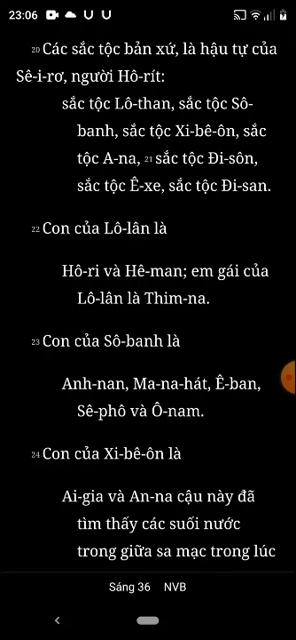 23:06
20 Các sắc tộc bản xứ, là hậu tự của
Sê-i-rơ, người Hô-rít:
sắc tộc Lô-than, sắc tộc Sô-
banh, sắc tộc Xi-bê-ôn, sắc
tộc A-na, 21 sắc tộc Đi-sôn,
sắc tộc Ê-xe, sắc tộc Đi-san.
22 Con của Lô-lân là
Hô-ri và Hê-man; em gái của
Lô-lân là Thim-na.
23 Con của Sô-banh là
Anh-nan, Ma-na-hát, Ê-ban,
Sê-phô và Ô-nam.
24 Con của Xi-bê-ôn là
Ai-gia và An-na cậu này đã
tìm thấy các suối nước
trong giữa sa mạc trong lúc
Sáng 36 NVB